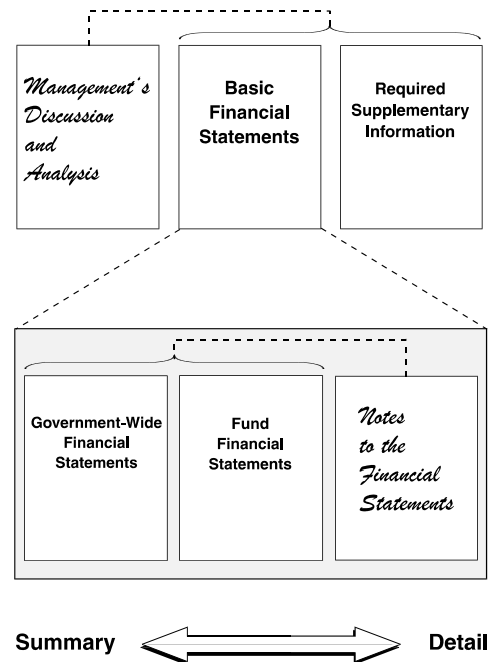 Management's
Discussion
and
Analysis
Basic
Financial
Statements
Required
Supplementary
Information
Government-Wide
Financial
Statements
Fund
Financial
Statements
Notes
to the
Financial
Statements
Summary
Detail